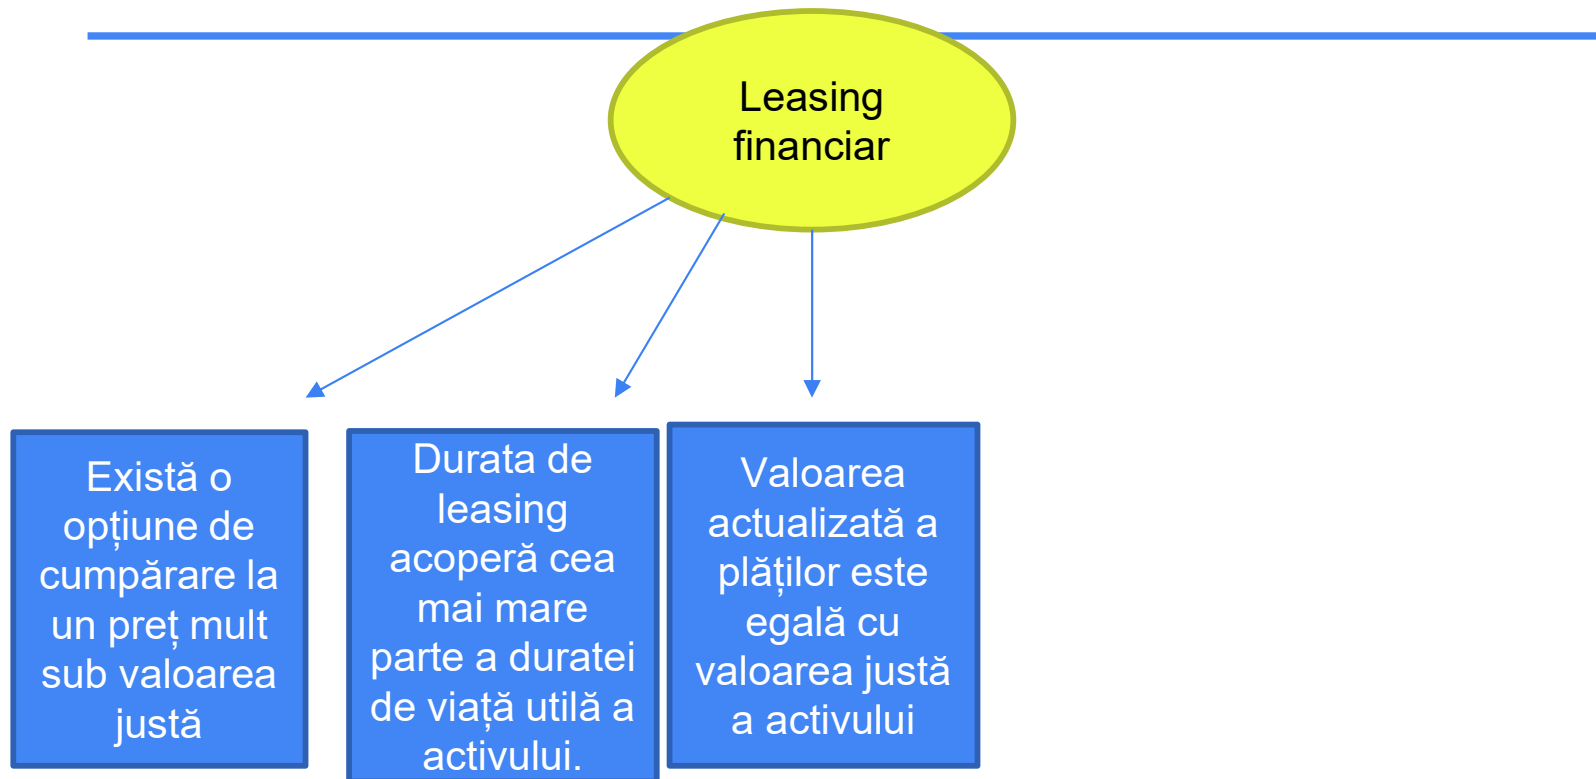 Leasing
financiar
Există o
opțiune de
cumpărare la
un preț mult
sub valoarea
justă
Durata de
leasing
acoperă cea
mai mare
parte a duratei
de viață utilă a
activului.
Valoarea
actualizată a
plăților este
egală cu
valoarea justă
a activului